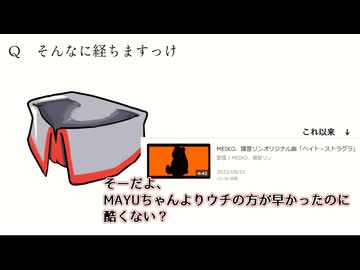 Q　そんなに経ちますっけ
これ以来　↓
MEIKO、鏡音リンオリジナル曲「ベイト・ストラグラ」
歌唱 / MEIKO、鏡音リン
2022/08/10
4:42
そーだよ、
MAYUちゃんよりウチの方が早かったのに
酷くない？